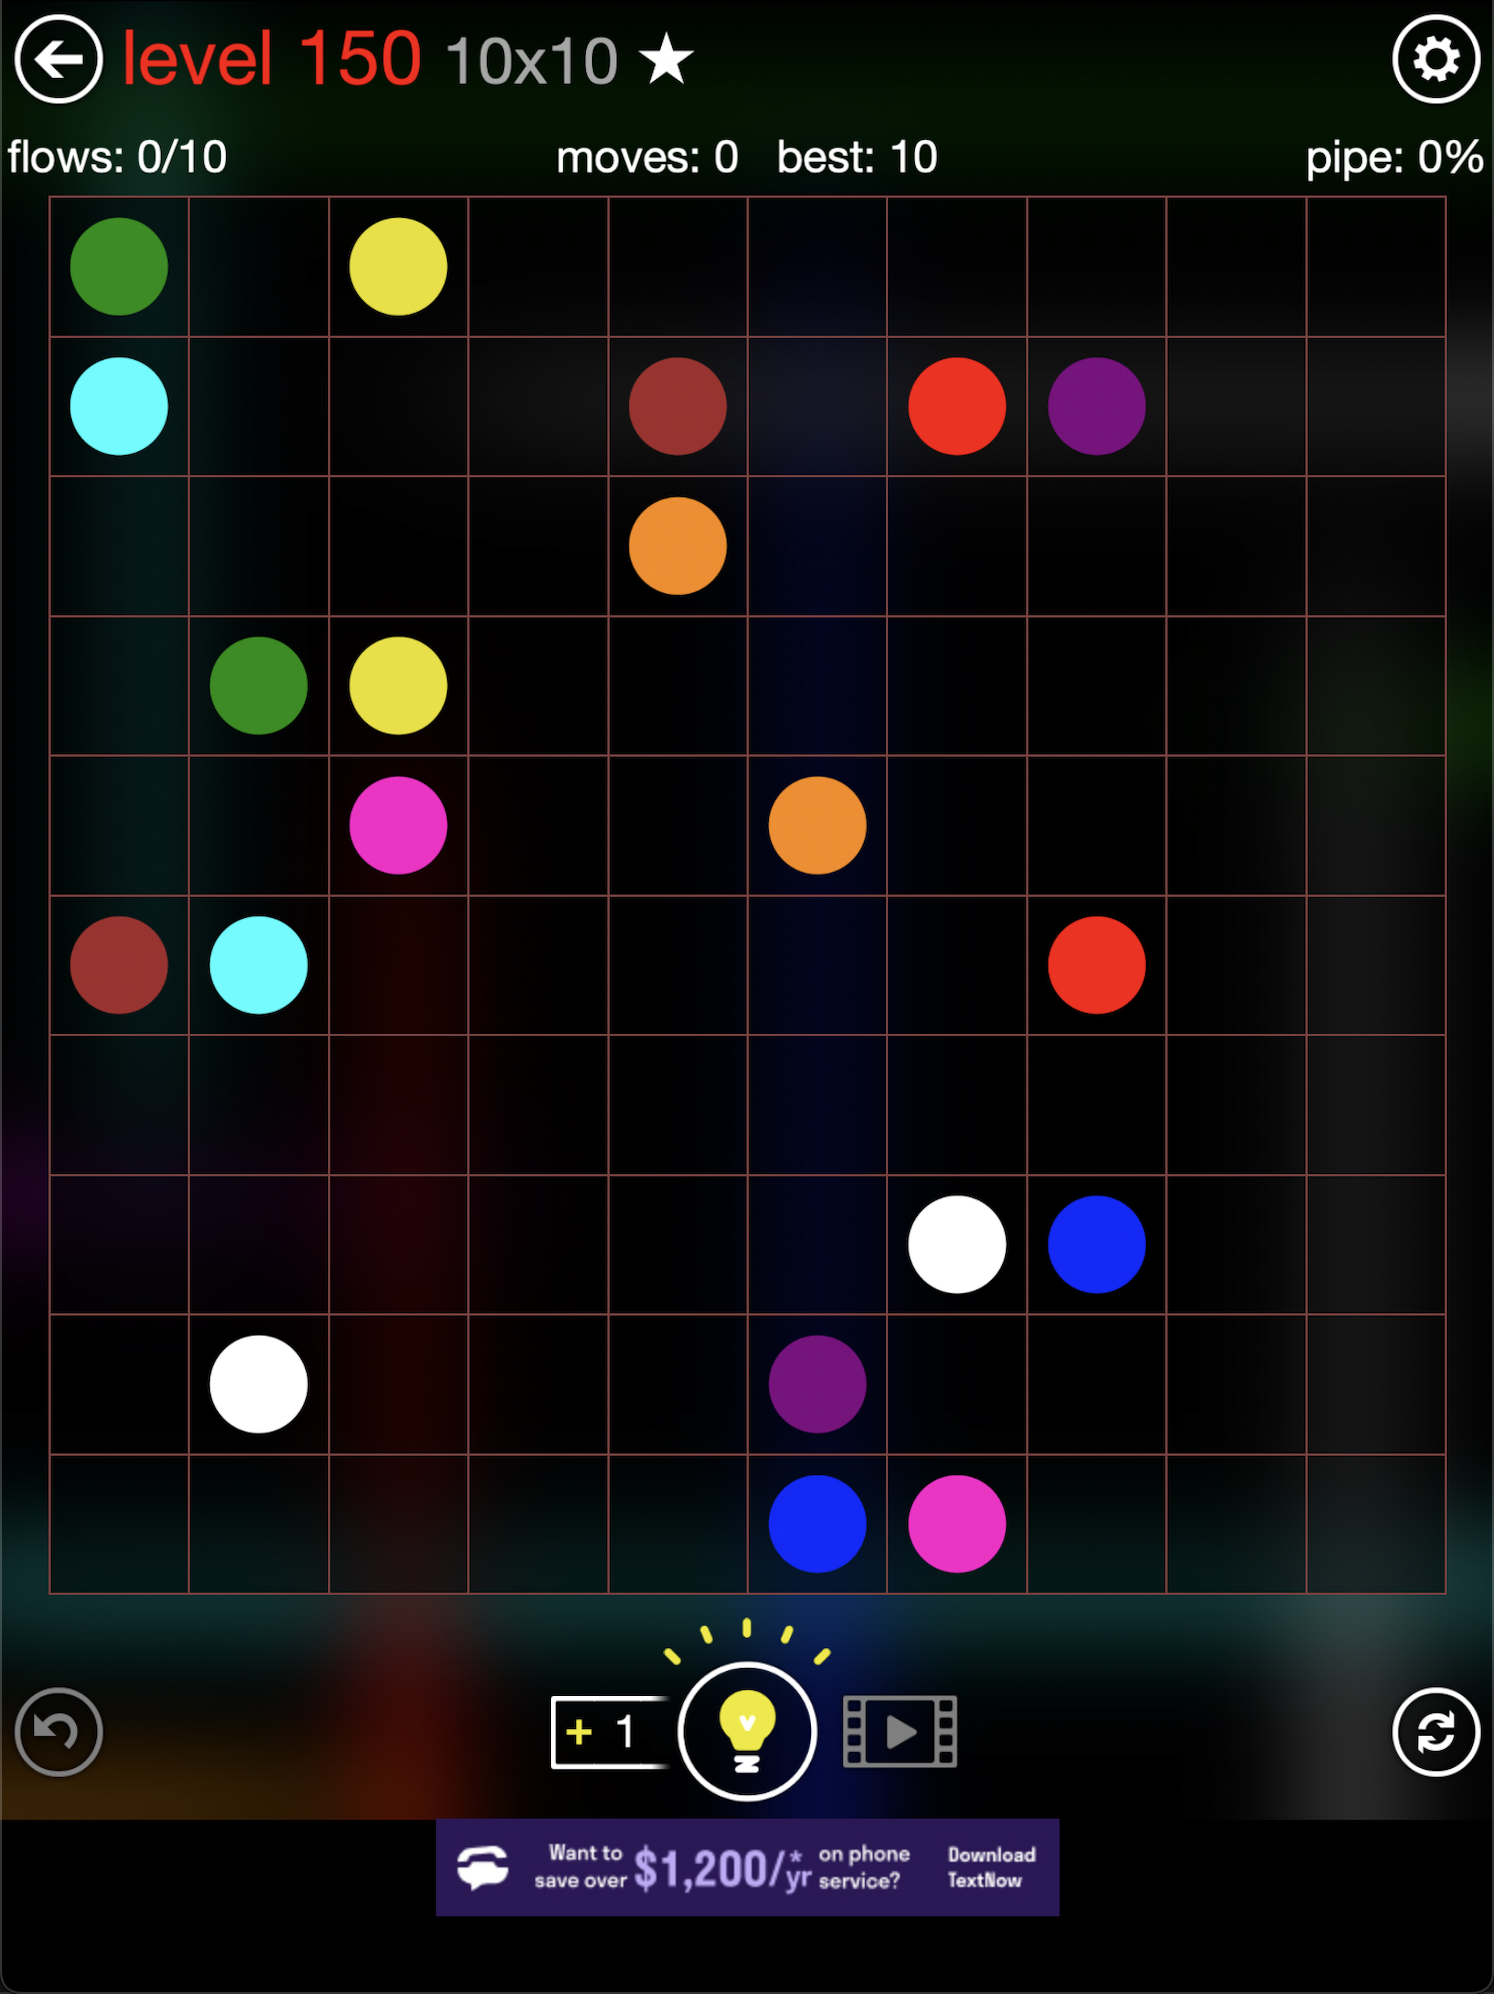 level 150 10x10
flows: 0/10 moves: 0 best: 10 pipe: 0%
+ 1
Want to save over $1,200/yr* on phone service? Download TextNow